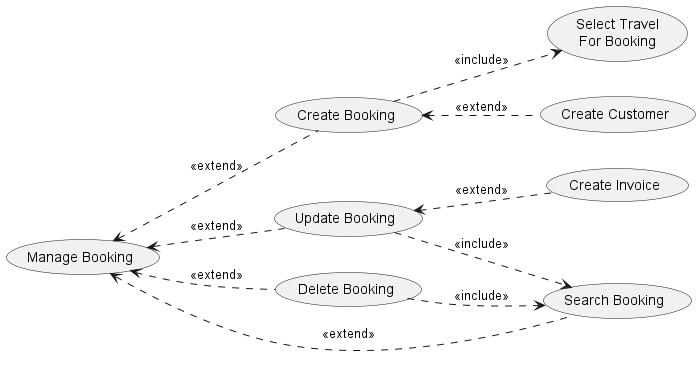 Select Travel
For Booking
«include»
Create Booking
«extend»
Create Customer
«extend»
Create Invoice
«extend»
Update Booking
«extend»
«include»
Manage Booking
«extend»
Delete Booking
«include»
Search Booking
«extend»